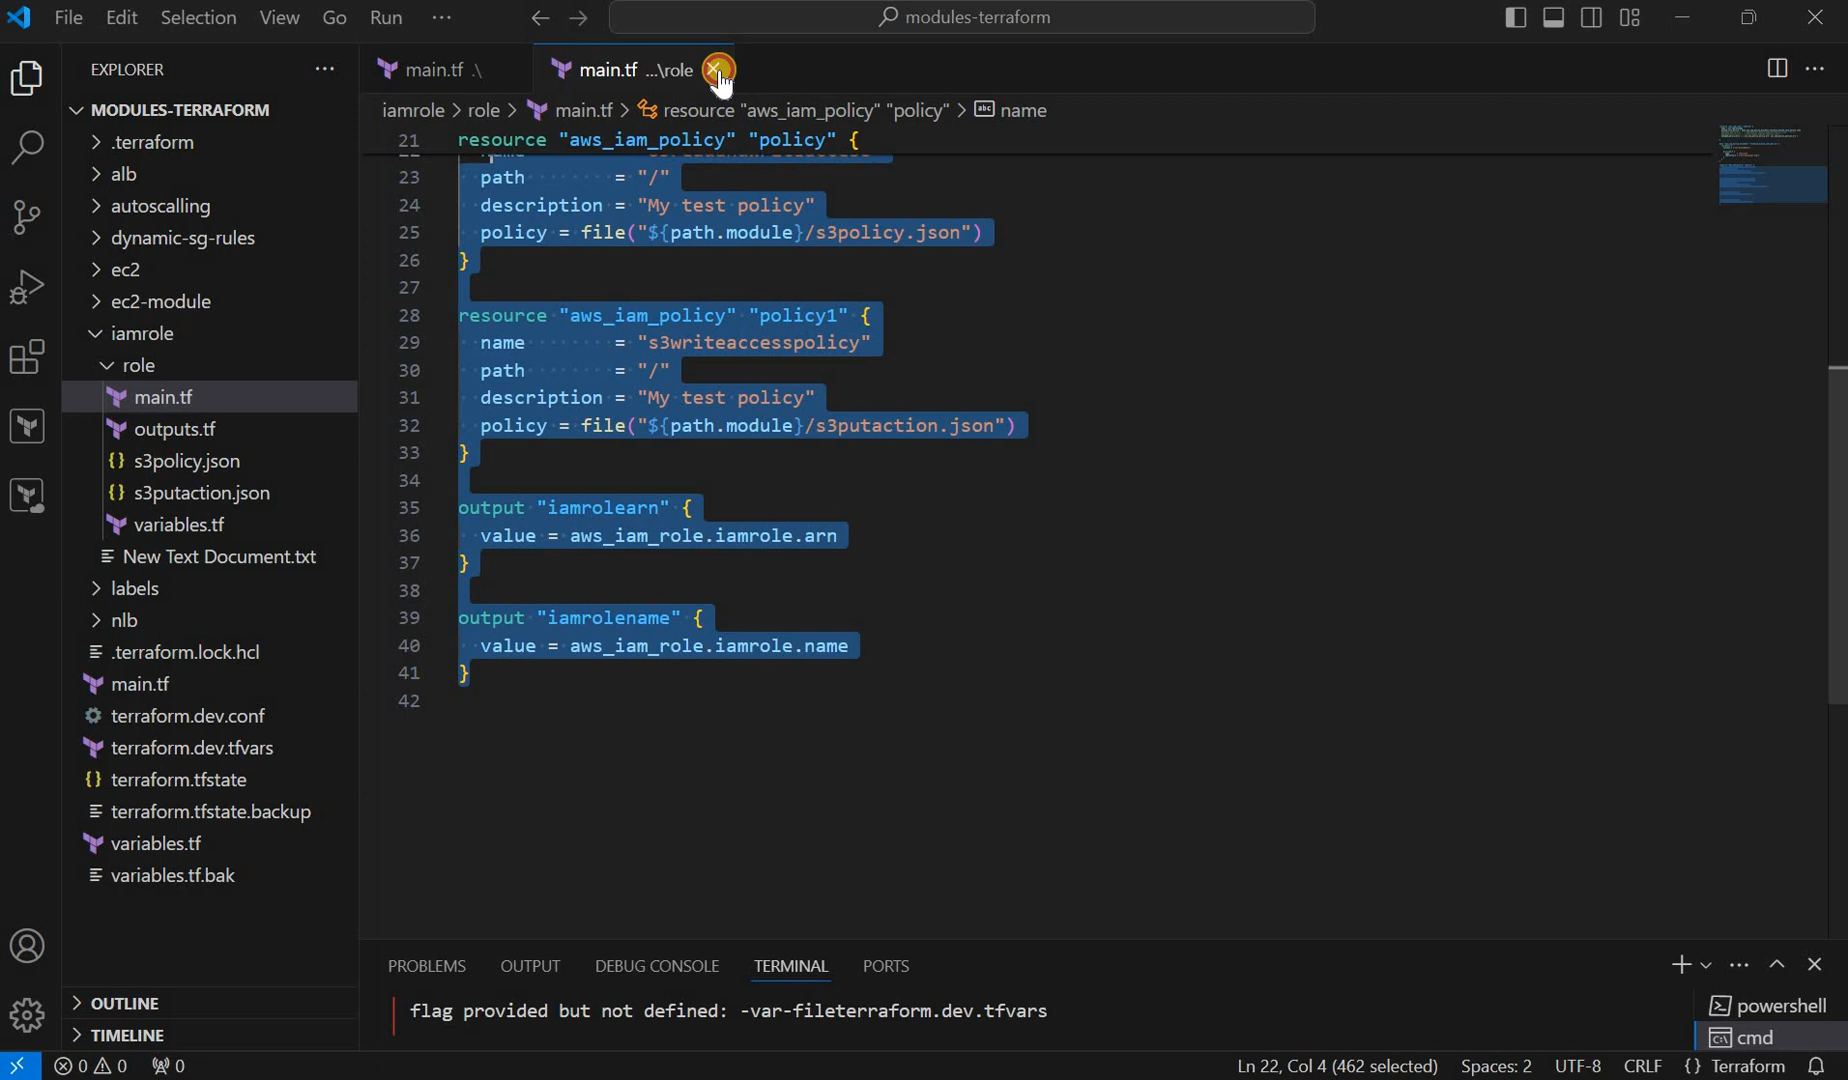 File Edit Selection View Go Run ··· modules-terraform
EXPLORER ···
MODULES-TERRAFORM
.terraform
alb
autoscalling
dynamic-sg-rules
ec2
ec2-module
iamrole
role
main.tf
outputs.tf
{} s3policy.json
{} s3putaction.json
variables.tf
New Text Document.txt
labels
nlb
.terraform.lock.hcl
main.tf
terraform.dev.conf
terraform.dev.tfvars
{} terraform.tfstate
terraform.tfstate.backup
variables.tf
variables.tf.bak
OUTLINE
TIMELINE
main.tf .\ main.tf ...\role
iamrole > role > main.tf > resource "aws_iam_policy" "policy" > abc name
21 resource "aws_iam_policy" "policy" {
23 path = "/"
24 description = "My test policy"
25 policy = file("${path.module}/s3policy.json")
26 }
27
28 resource "aws_iam_policy" "policy1" {
29 name = "s3writeaccesspolicy"
30 path = "/"
31 description = "My test policy"
32 policy = file("${path.module}/s3putaction.json")
33 }
34
35 output "iamrolearn" {
36 value = aws_iam_role.iamrole.arn
37 }
38
39 output "iamrolename" {
40 value = aws_iam_role.iamrole.name
41 }
42
PROBLEMS OUTPUT DEBUG CONSOLE TERMINAL PORTS
flag provided but not defined: -var-fileterraform.dev.tfvars
powershell
cmd
0 0 0 Ln 22, Col 4 (462 selected) Spaces: 2 UTF-8 CRLF {} Terraform